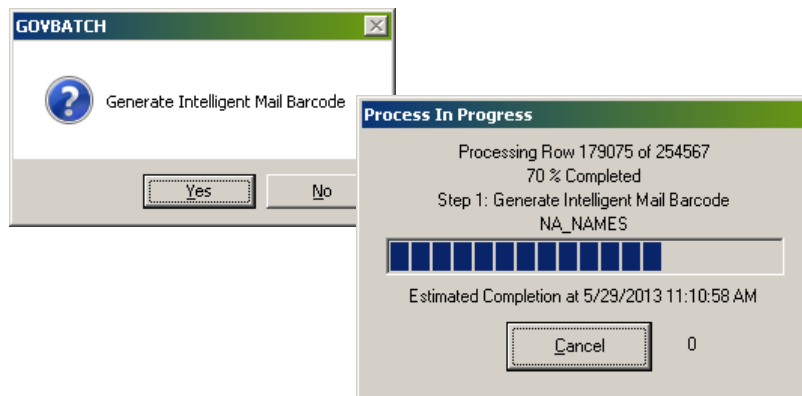 GOVBATCH
Generate Intelligent Mail Barcode
Yes No
Process In Progress
Processing Row 179075 of 254567
70 % Completed
Step 1: Generate Intelligent Mail Barcode
NA_NAMES
Estimated Completion at 5/29/2013 11:10:58 AM
Cancel 0